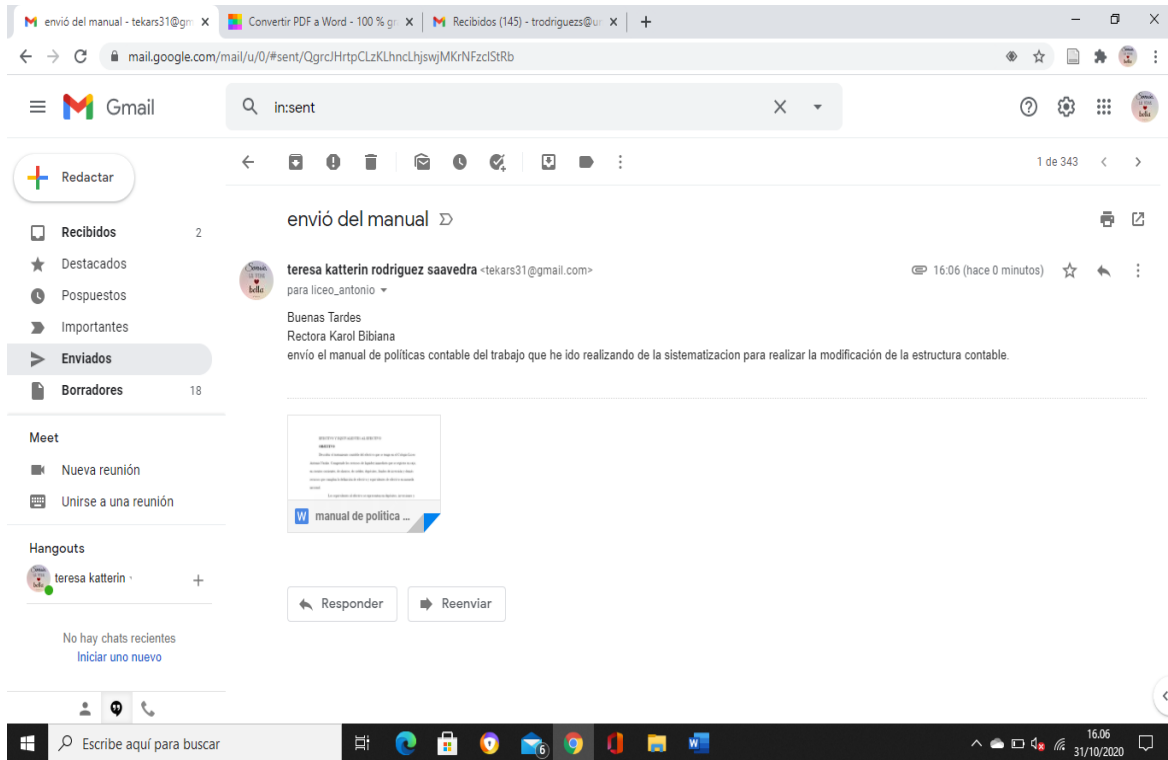 envió del manual - tekars31@gm
Convertir PDF a Word - 100 % gr
Recibidos (145) - trodriguezs@un
mail.google.com/mail/u/0/#sent/QgrcJHrtpCLzKLhncLhjswjMKrNFzclStRb
Gmail
in:sent
Redactar
1 de 343
Recibidos 2
Destacados
Pospuestos
Importantes
Enviados
Borradores 18
Meet
Nueva reunión
Unirse a una reunión
Hangouts
teresa katterin
No hay chats recientes
Iniciar uno nuevo
envió del manual
teresa katterin rodriguez saavedra <tekars31@gmail.com>
16:06 (hace 0 minutos)
para liceo_antonio
Buenas Tardes
Rectora Karol Bibiana
envío el manual de políticas contable del trabajo que he ido realizando de la sistematizacion para realizar la modificación de la estructura contable.
OBJETIVO
W manual de política ...
Responder
Reenviar
Escribe aquí para buscar
6
16.06
31/10/2020